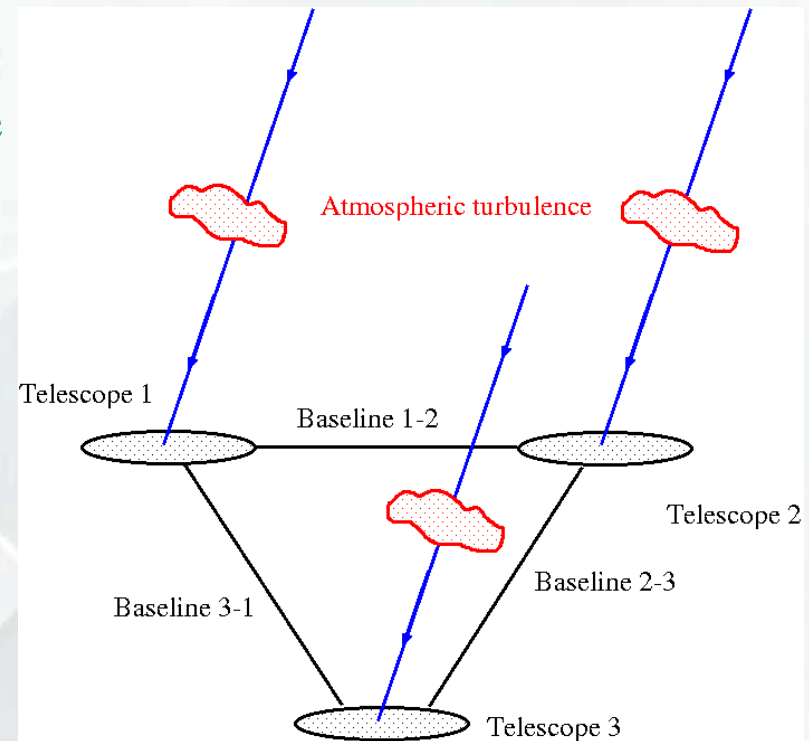 Atmospheric turbulence
Telescope 1
Baseline 1-2
Telescope 2
Baseline 2-3
Baseline 3-1
Telescope 3